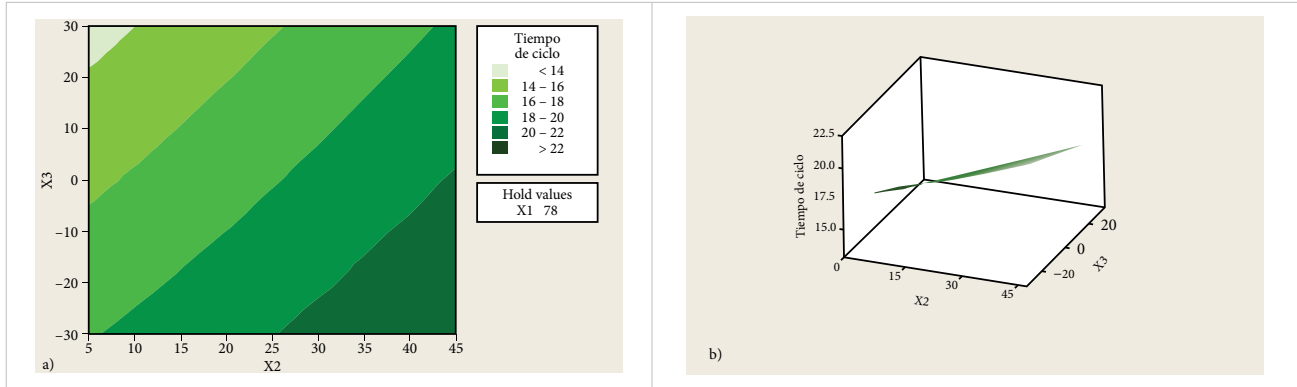 30
20
10
0
−10
−20
−30
X3
5
10
15
20
25
30
35
40
45
X2
a)
Tiempo
de ciclo
< 14
14 – 16
16 – 18
18 – 20
20 – 22
> 22
Hold values
X1 78
22.5
20.0
17.5
15.0
Tiempo de ciclo
0
15
30
45
X2
−20
0
20
X3
b)